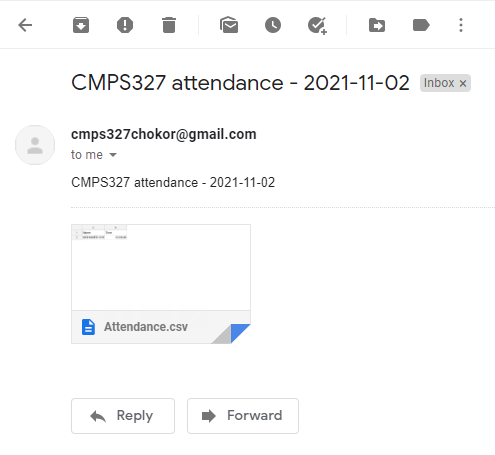 CMPS327 attendance - 2021-11-02 Inbox ×
cmps327chokor@gmail.com
to me
CMPS327 attendance - 2021-11-02
Attendance.csv
Reply Forward